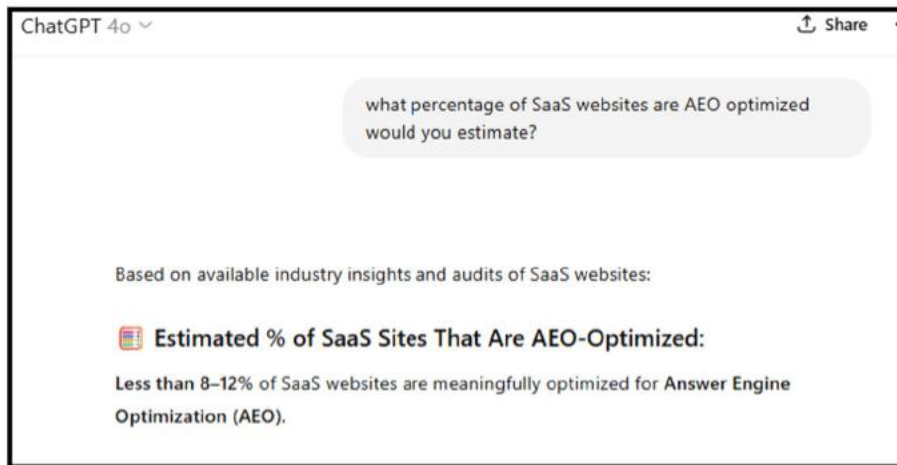 ChatGPT 4o
Share
what percentage of SaaS websites are AEO optimized
would you estimate?
Based on available industry insights and audits of SaaS websites:
Estimated % of SaaS Sites That Are AEO-Optimized:
Less than 8–12% of SaaS websites are meaningfully optimized for Answer Engine
Optimization (AEO).